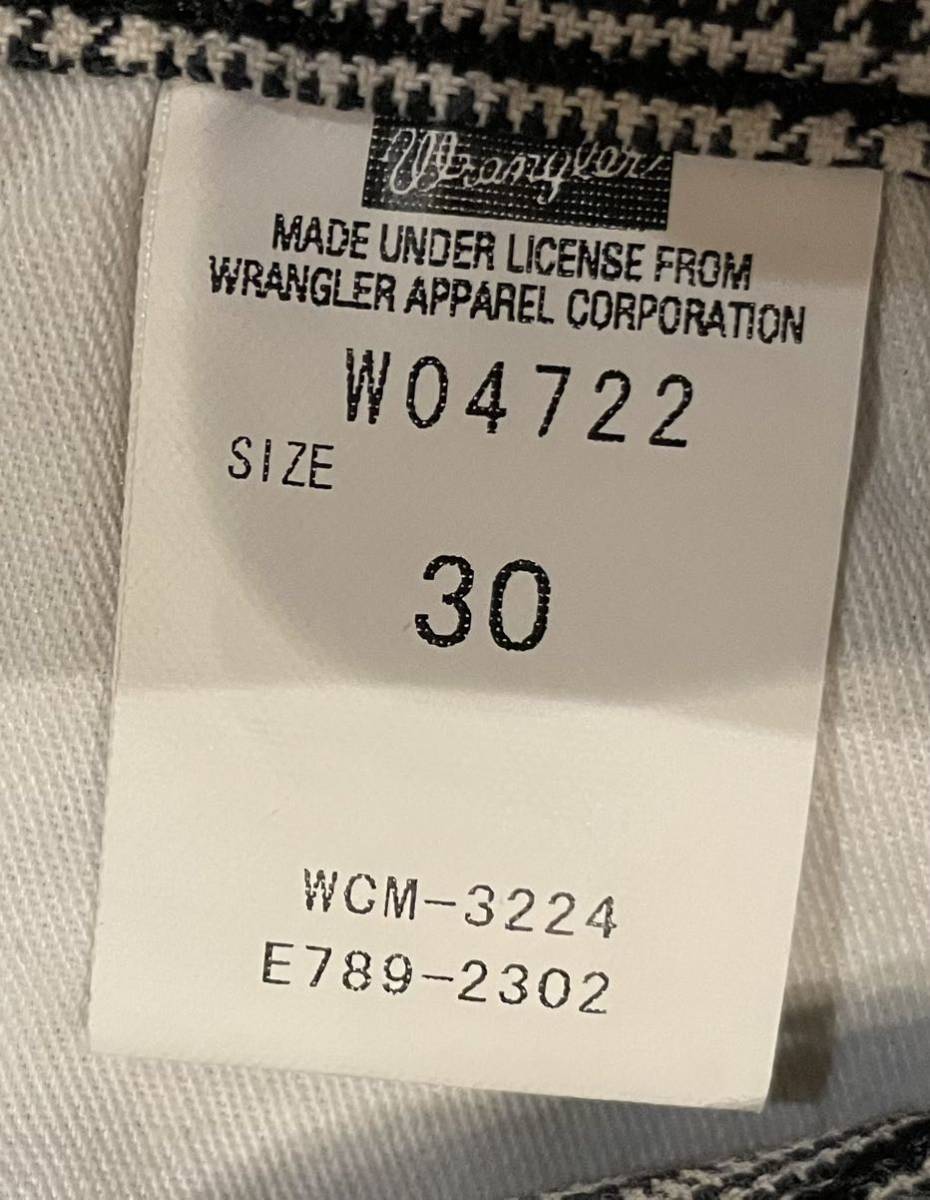 Wrangler
MADE UNDER LICENSE FROM
WRANGLER APPAREL CORPORATION
W04722
SIZE
30
WCM-3224
E789-2302